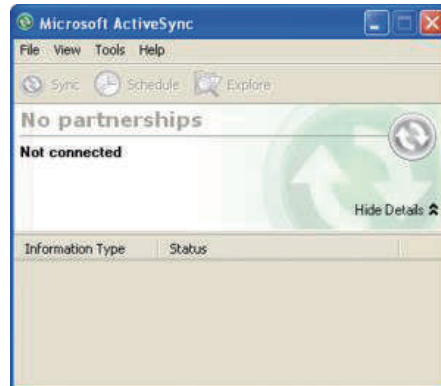 Microsoft ActiveSync
File View Tools Help
Sync Schedule Explore
No partnerships
Not connected
Hide Details
Information Type Status